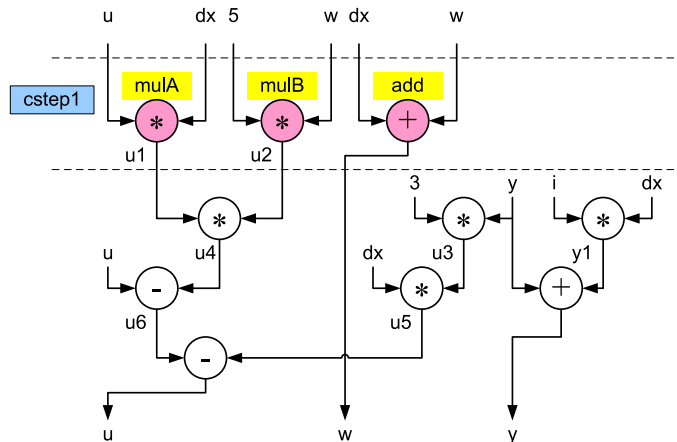 u dx 5 w dx w
mulA mulB add
cstep1
* * +
u1 u2
3 y i dx
* * *
u4 u3 y1
u dx
- * +
u6 u5
-
u w y